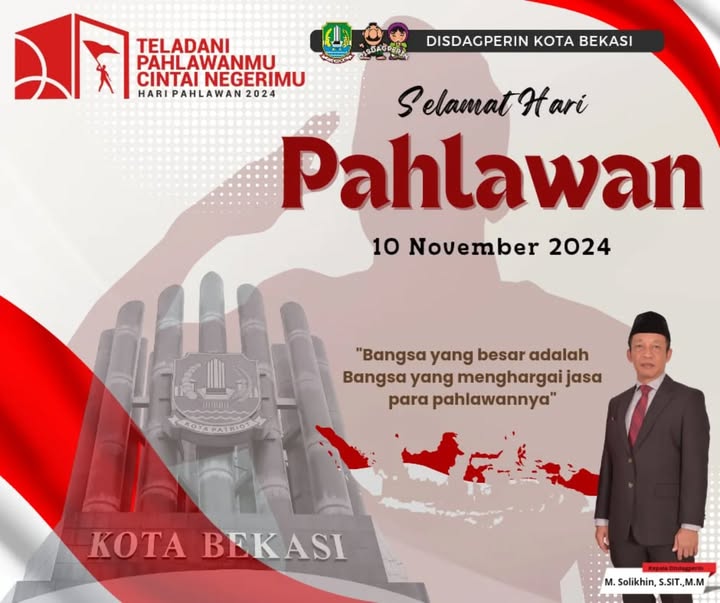 TELADANI
PAHLAWANMU
CINTAI NEGERIMU
HARI PAHLAWAN 2024
DISDAGPERIN
DISDAGPERIN KOTA BEKASI
Selamat Hari
Pahlawan
10 November 2024
"Bangsa yang besar adalah
Bangsa yang menghargai jasa
para pahlawannya"
KOTA PATRIOT
KOTA BEKASI
Kepala Disdagperin
M. Solikhin, S.SIT.,M.M